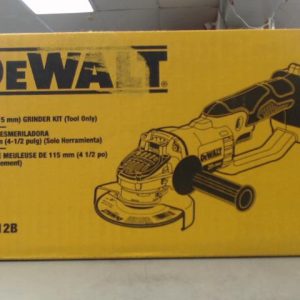 DEWALT
5 mm) GRINDER KIT (Tool Only)
ESMERILADORA
(4-1/2 pulg) (Solo Herramienta)
E MEULEUSE DE 115 mm (4 1/2 po)
ement)
DEWALT
12B